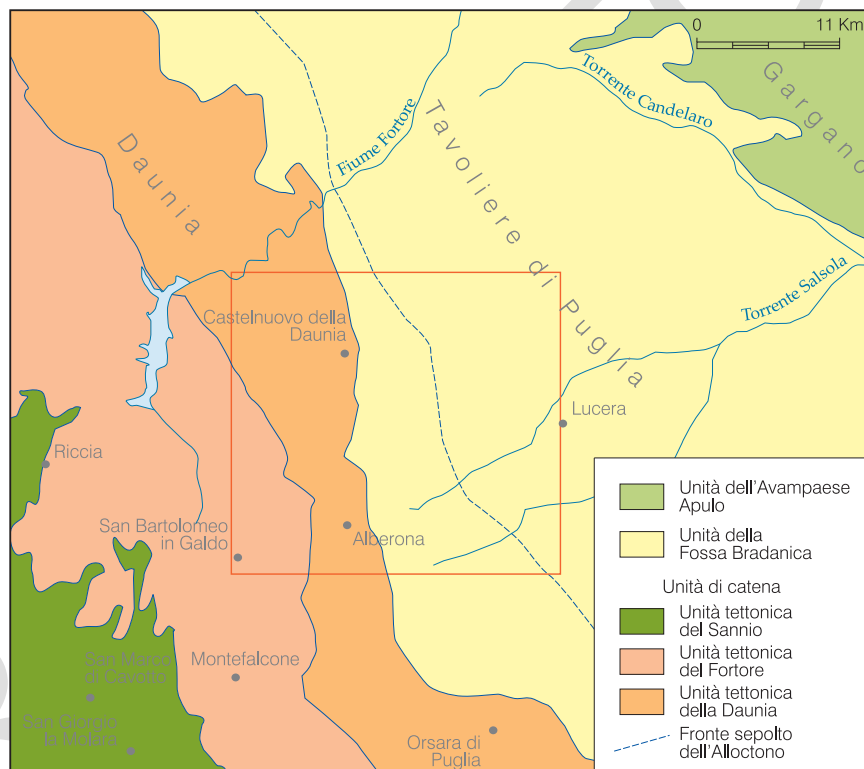 0 11 Km
Gargano
Torrente Candelaro
Fiume Fortore
Tavoliere di Puglia
Daunia
Torrente Salsola
Castelnuovo della
Daunia
Lucera
Riccia
San Bartolomeo
in Galdo
Alberona
San Marco
di Cavoto
Montefalcone
San Giorgio
la Molara
Orsara di
Puglia
Unità dell'Avampaese
Apulo
Unità della
Fossa Bradanica
Unità di catena
Unità tettonica
del Sannio
Unità tettonica
del Fortore
Unità tettonica
della Daunia
Fronte sepolto
dell'Alloctono